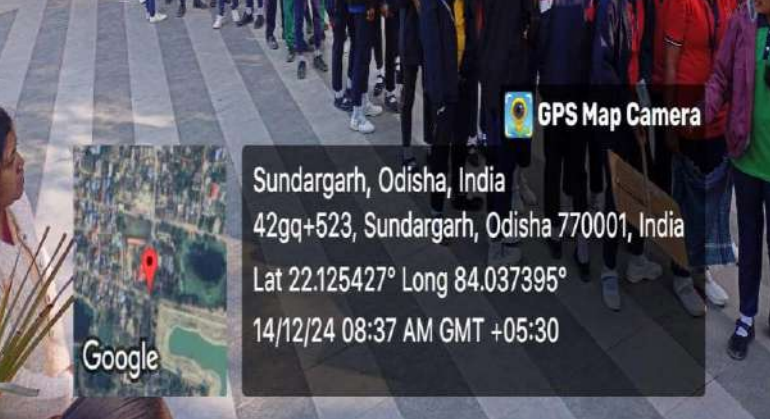 GPS Map Camera
Sundargarh, Odisha, India
42gq+523, Sundargarh, Odisha 770001, India
Lat 22.125427° Long 84.037395°
14/12/24 08:37 AM GMT +05:30
Google